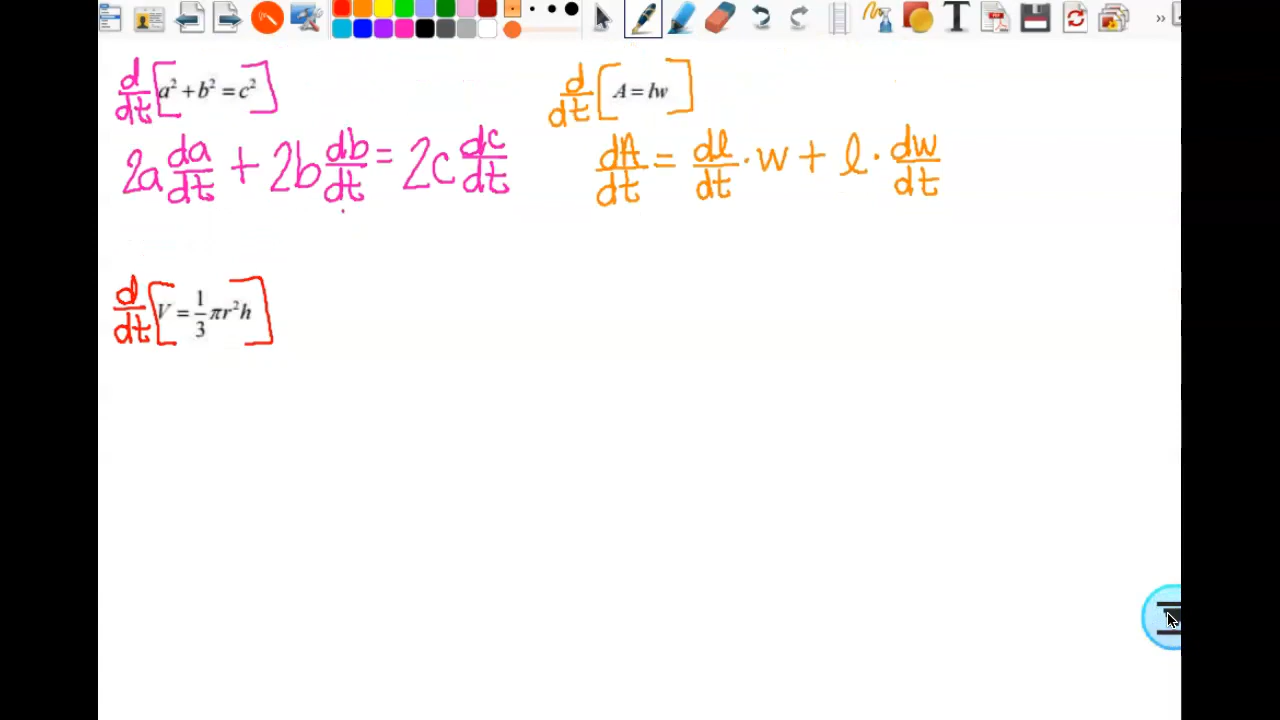 d/dt [a² + b² = c²]
2a da/dt + 2b db/dt = 2c dc/dt
d/dt [A = lw]
dA/dt = dl/dt · w + l · dw/dt
d/dt [V = 1/3 πr²h]